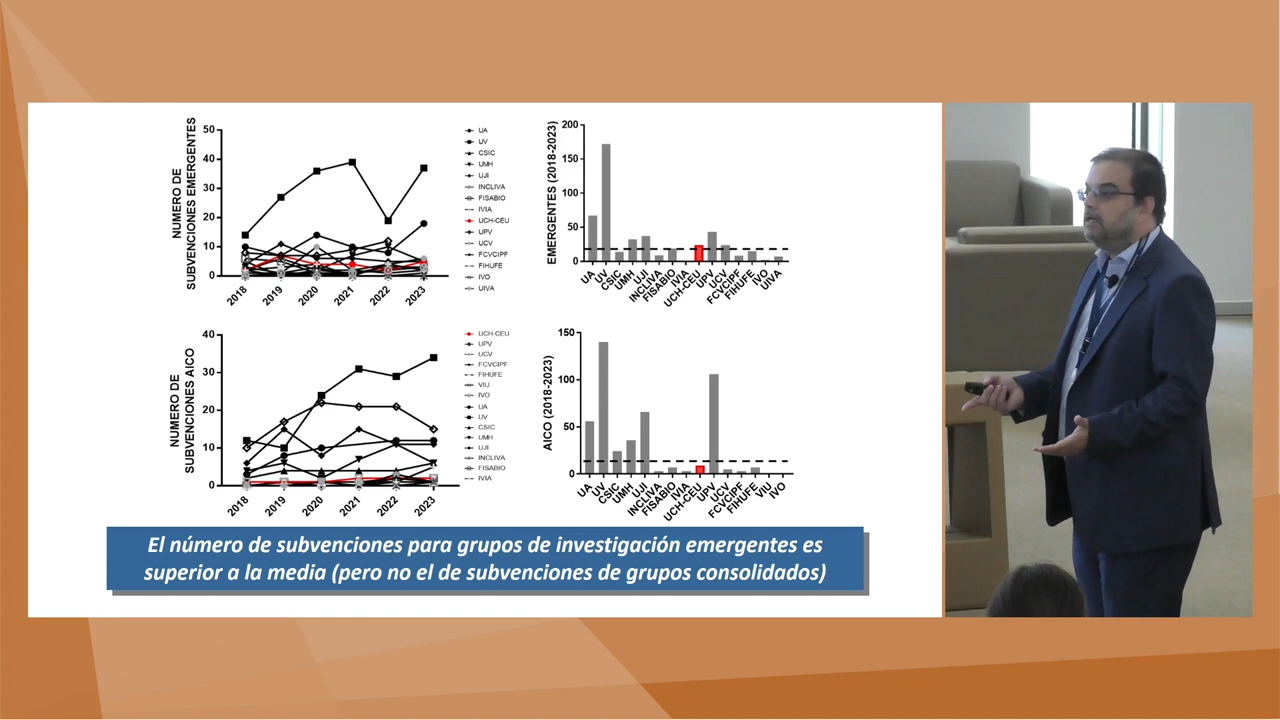 NUMERO DE
SUBVENCIONES EMERGENTES
50
40
30
20
10
0
2018
2019
2020
2021
2022
2023
UA
UV
CSIC
UMH
UJI
INCLIVA
FISABIO
IVIA
UCH-CEU
UPV
UCV
FCVCIPF
FIHUFE
IVO
UIVA
EMERGENTES (2018-2023)
200
150
100
50
0
UA
UV
CSIC
UMH
UJI
INCLIVA
FISABIO
IVIA
UCH-CEU
UPV
UCV
FCVCIPF
FIHUFE
IVO
UIVA
NUMERO DE
SUBVENCIONES AICO
40
30
20
10
0
2018
2019
2020
2021
2022
2023
UCH-CEU
UPV
UCV
FCVCIPF
FIHUFE
VIU
IVO
UA
UV
CSIC
UMH
UJI
INCLIVA
FISABIO
IVIA
AICO (2018-2023)
150
100
50
0
UA
UV
CSIC
UMH
UJI
INCLIVA
FISABIO
IVIA
UCH-CEU
UPV
UCV
FCVCIPF
FIHUFE
VIU
IVO
El número de subvenciones para grupos de investigación emergentes es
superior a la media (pero no el de subvenciones de grupos consolidados)